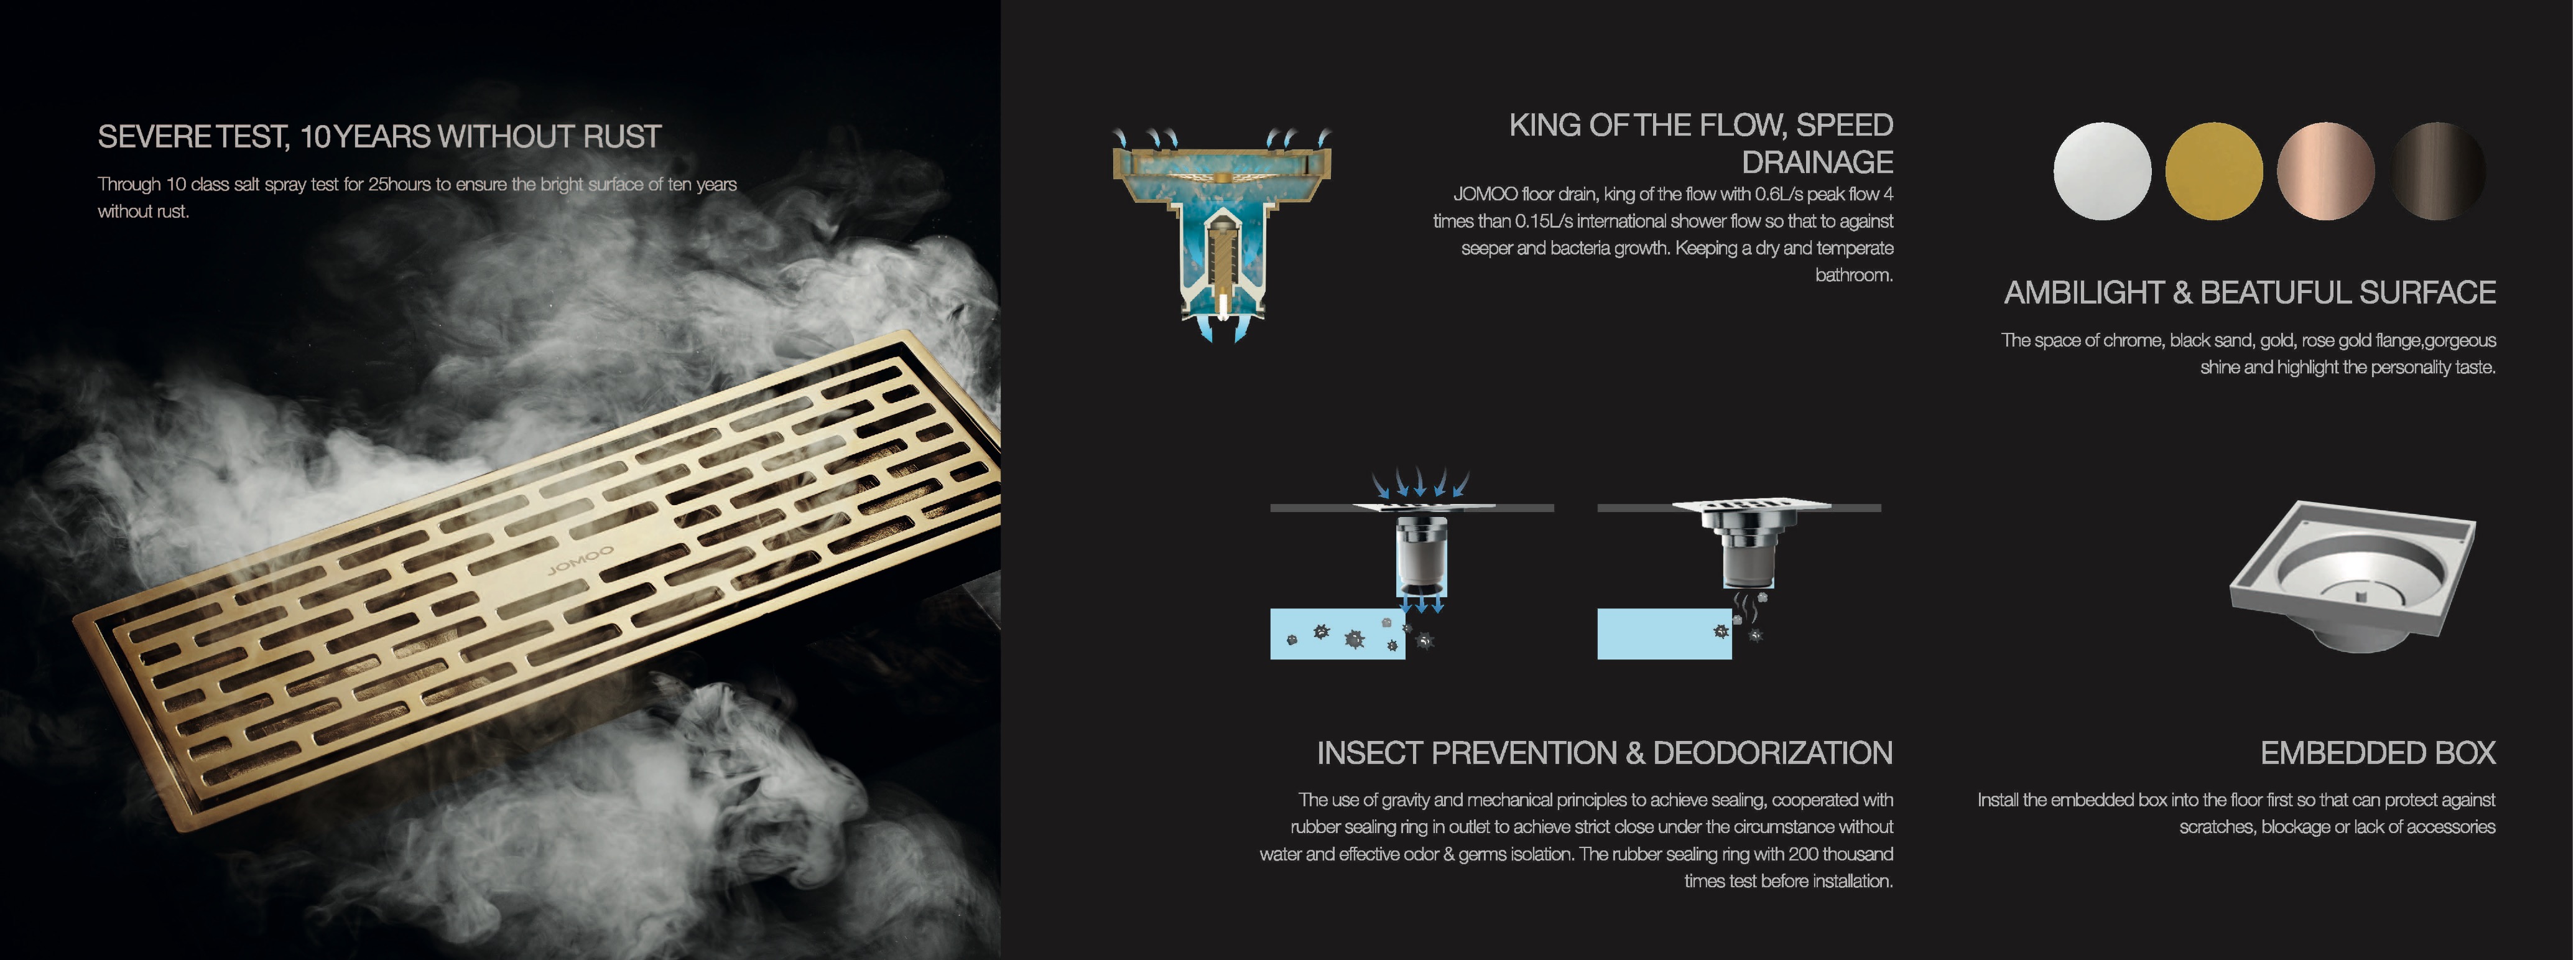 SEVERE TEST, 10 YEARS WITHOUT RUST
Through 10 class salt spray test for 25hours to ensure the bright surface of ten years
without rust.
JOMOO
KING OF THE FLOW, SPEED
DRAINAGE
JOMOO floor drain, king of the flow with 0.6L/s peak flow 4
times than 0.15L/s international shower flow so that to against
seeper and bacteria growth. Keeping a dry and temperate
bathroom.
AMBILIGHT & BEATUFUL SURFACE
The space of chrome, black sand, gold, rose gold flange,gorgeous
shine and highlight the personality taste.
INSECT PREVENTION & DEODORIZATION
The use of gravity and mechanical principles to achieve sealing, cooperated with
rubber sealing ring in outlet to achieve strict close under the circumstance without
water and effective odor & germs isolation. The rubber sealing ring with 200 thousand
times test before installation.
EMBEDDED BOX
Install the embedded box into the floor first so that can protect against
scratches, blockage or lack of accessories